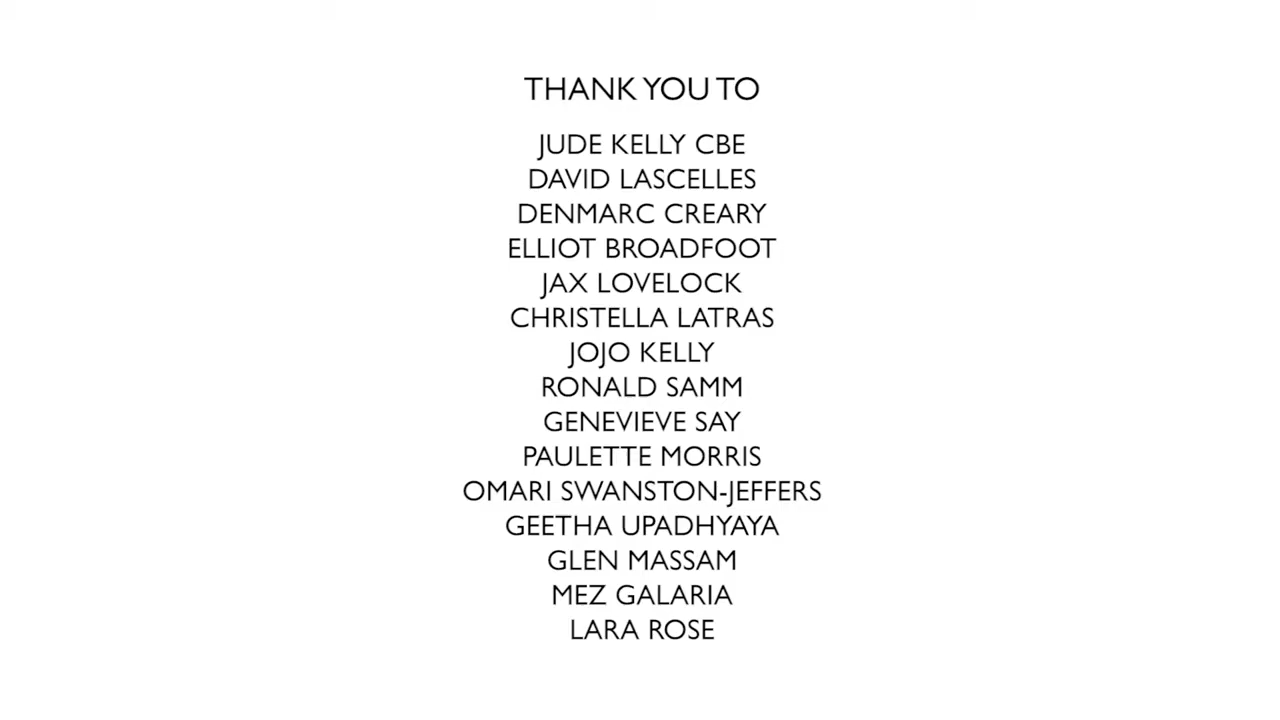 THANK YOU TO
JUDE KELLY CBE
DAVID LASCELLES
DENMARC CREARY
ELLIOT BROADFOOT
JAX LOVELOCK
CHRISTELLA LATRAS
JOJO KELLY
RONALD SAMM
GENEVIEVE SAY
PAULETTE MORRIS
OMARI SWANSTON-JEFFERS
GEETHA UPADHYAYA
GLEN MASSAM
MEZ GALARIA
LARA ROSE